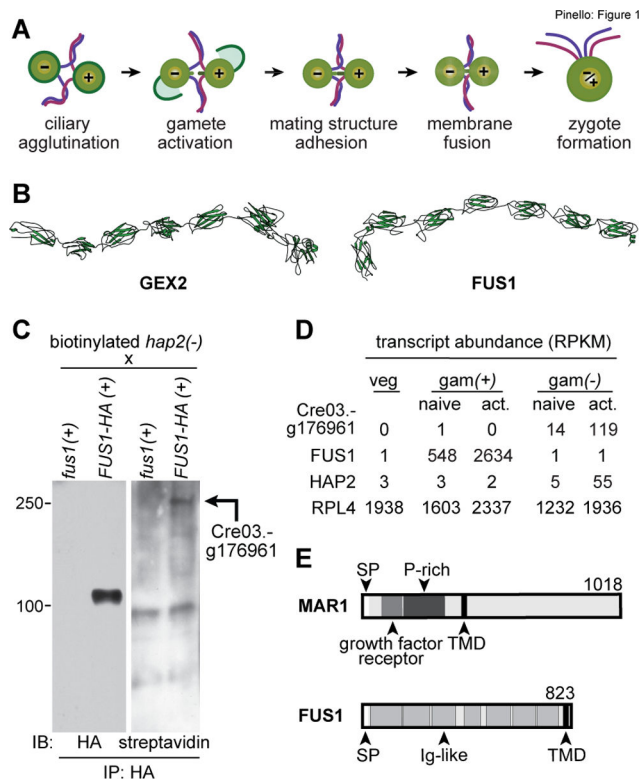 Pinello: Figure 1
A
− + − + − + − + − +
ciliary agglutination
gamete activation
mating structure adhesion
membrane fusion
zygote formation
B
GEX2
FUS1
C
biotinylated hap2(-)
x
fus1(+)
FUS1-HA (+)
fus1(+)
FUS1-HA (+)
250
100
Cre03.-
g176961
IB: HA streptavidin
IP: HA
D
transcript abundance (RPKM)
veg gam(+) gam(-)
naive act. naive act.
Cre03.-
g176961 0 1 0 14 119
FUS1 1 548 2634 1 1
HAP2 3 3 2 5 55
RPL4 1938 1603 2337 1232 1936
E
SP P-rich 1018
MAR1
growth factor
receptor
TMD
823
FUS1
SP Ig-like TMD